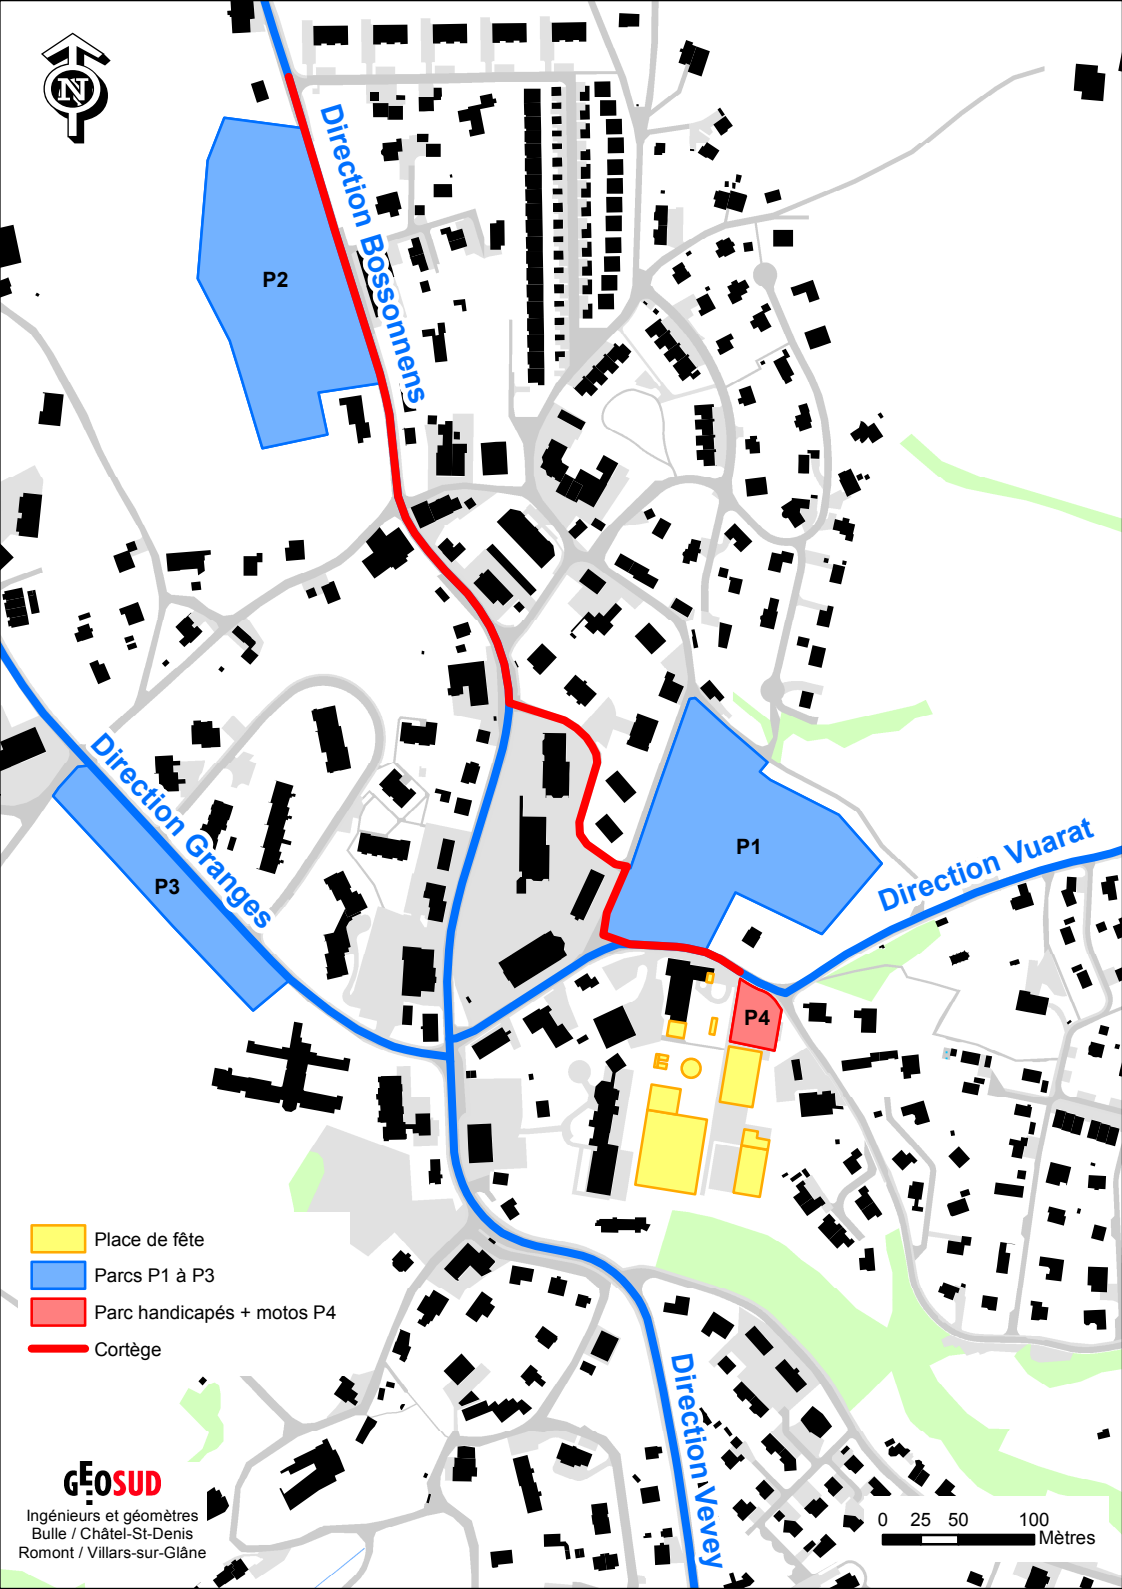 N
Direction Bossonnens
P2
Direction Granges
P3
P1
Direction Vuarat
P4
Place de fête
Parcs P1 à P3
Parc handicapés + motos P4
Cortège
Direction Vevey
GEOSUD
Ingénieurs et géomètres
Bulle / Châtel-St-Denis
Romont / Villars-sur-Glâne
0 25 50 100
Mètres